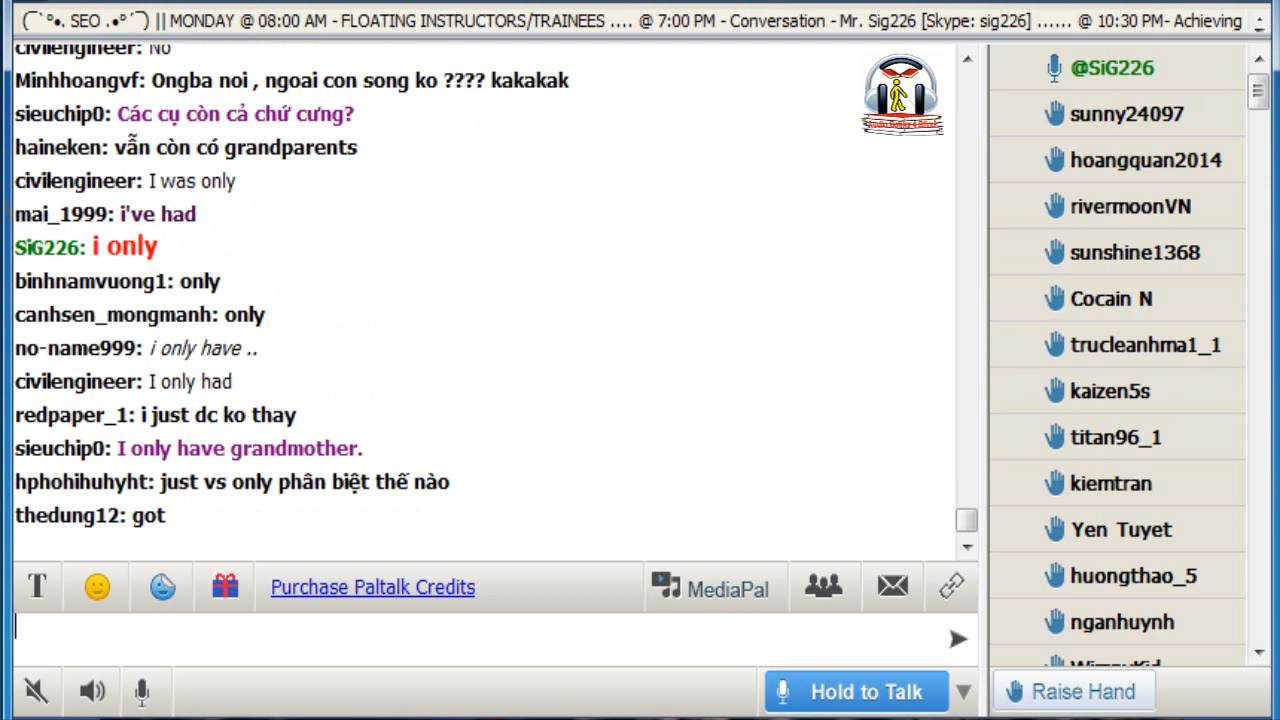 (¯`°•. SEO .•°´¯) || MONDAY @ 08:00 AM - FLOATING INSTRUCTORS/TRAINEES .... @ 7:00 PM - Conversation - Mr. Sig226 [Skype: sig226] ...... @ 10:30 PM- Achieving
civilengineer: No
Minhhoangvf: Ongba noi , ngoai con song ko ???? kakakak
sieuchip0: Các cụ còn cả chứ cưng?
haineken: vẫn còn có grandparents
civilengineer: I was only
mai_1999: i've had
SiG226: i only
binhnamvuong1: only
canhsen_mongmanh: only
no-name999: i only have ..
civilengineer: I only had
redpaper_1: i just dc ko thay
sieuchip0: I only have grandmother.
hphohihuhyht: just vs only phân biệt thế nào
thedung12: got
Purchase Paltalk Credits
MediaPal
Hold to Talk
@SiG226
sunny24097
hoangquan2014
rivermoonVN
sunshine1368
Cocain N
trucleanhma1_1
kaizen5s
titan96_1
kiemtran
Yen Tuyet
huongthao_5
nganhuynh
Raise Hand